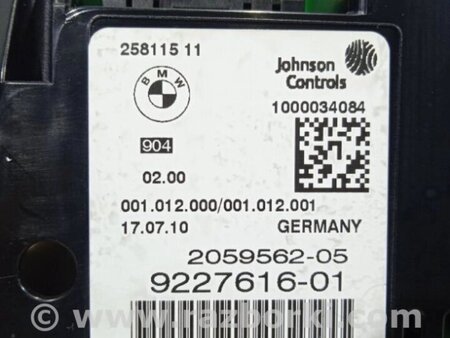 258115 11
BMW
Johnson
Controls
1000034084
904
02.00
001.012.000/001.012.001
17.07.10 GERMANY
2059562-05
9227616-01
© www.razborki.com